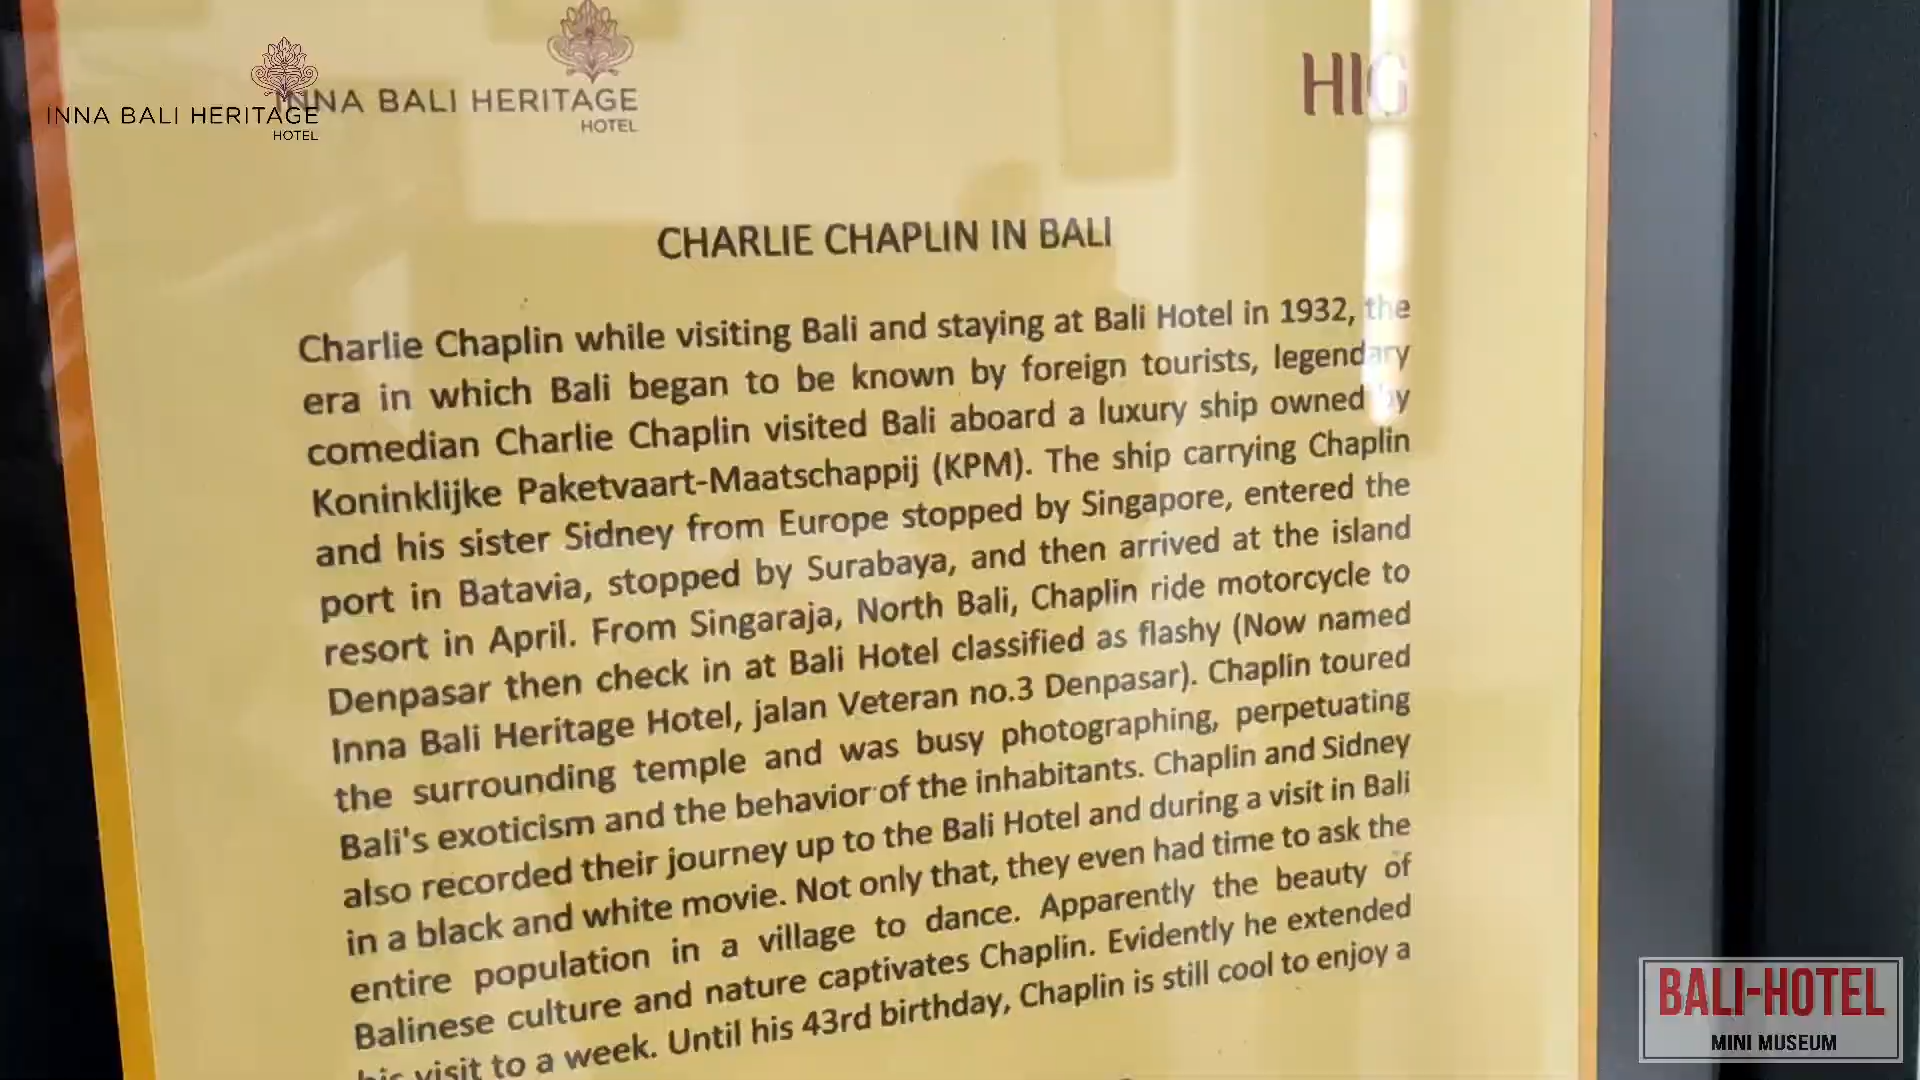 INNA BALI HERITAGE
HOTEL
INNA BALI HERITAGE
HOTEL
HIG
CHARLIE CHAPLIN IN BALI
Charlie Chaplin while visiting Bali and staying at Bali Hotel in 1932, the
era in which Bali began to be known by foreign tourists, legendary
comedian Charlie Chaplin visited Bali aboard a luxury ship owned by
Koninklijke Paketvaart-Maatschappij (KPM). The ship carrying Chaplin
and his sister Sidney from Europe stopped by Singapore, entered the
port in Batavia, stopped by Surabaya, and then arrived at the island
resort in April. From Singaraja, North Bali, Chaplin ride motorcycle to
Denpasar then check in at Bali Hotel classified as flashy (Now named
Inna Bali Heritage Hotel, jalan Veteran no.3 Denpasar). Chaplin toured
the surrounding temple and was busy photographing, perpetuating
Bali's exoticism and the behavior of the inhabitants. Chaplin and Sidney
also recorded their journey up to the Bali Hotel and during a visit in Bali
in a black and white movie. Not only that, they even had time to ask the
entire population in a village to dance. Apparently the beauty of
Balinese culture and nature captivates Chaplin. Evidently he extended
his visit to a week. Until his 43rd birthday, Chaplin is still cool to enjoy a
BALI-HOTEL
MINI MUSEUM